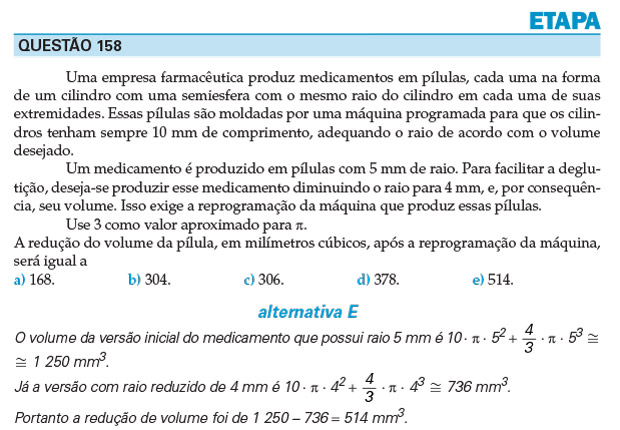 ETAPA
QUESTÃO 158
Uma empresa farmacêutica produz medicamentos em pílulas, cada uma na forma
de um cilindro com uma semiesfera com o mesmo raio do cilindro em cada uma de suas
extremidades. Essas pílulas são moldadas por uma máquina programada para que os cilin-
dros tenham sempre 10 mm de comprimento, adequando o raio de acordo com o volume
desejado.
Um medicamento é produzido em pílulas com 5 mm de raio. Para facilitar a deglu-
tição, deseja-se produzir esse medicamento diminuindo o raio para 4 mm, e, por consequên-
cia, seu volume. Isso exige a reprogramação da máquina que produz essas pílulas.
Use 3 como valor aproximado para π.
A redução do volume da pílula, em milímetros cúbicos, após a reprogramação da máquina,
será igual a
a) 168. b) 304. c) 306. d) 378. e) 514.
alternativa E
O volume da versão inicial do medicamento que possui raio 5 mm é 10 · π · 5² + 4/3 · π · 5³ ≅
≅ 1 250 mm³.
Já a versão com raio reduzido de 4 mm é 10 · π · 4² + 4/3 · π · 4³ ≅ 736 mm³.
Portanto a redução de volume foi de 1 250 – 736 = 514 mm³.